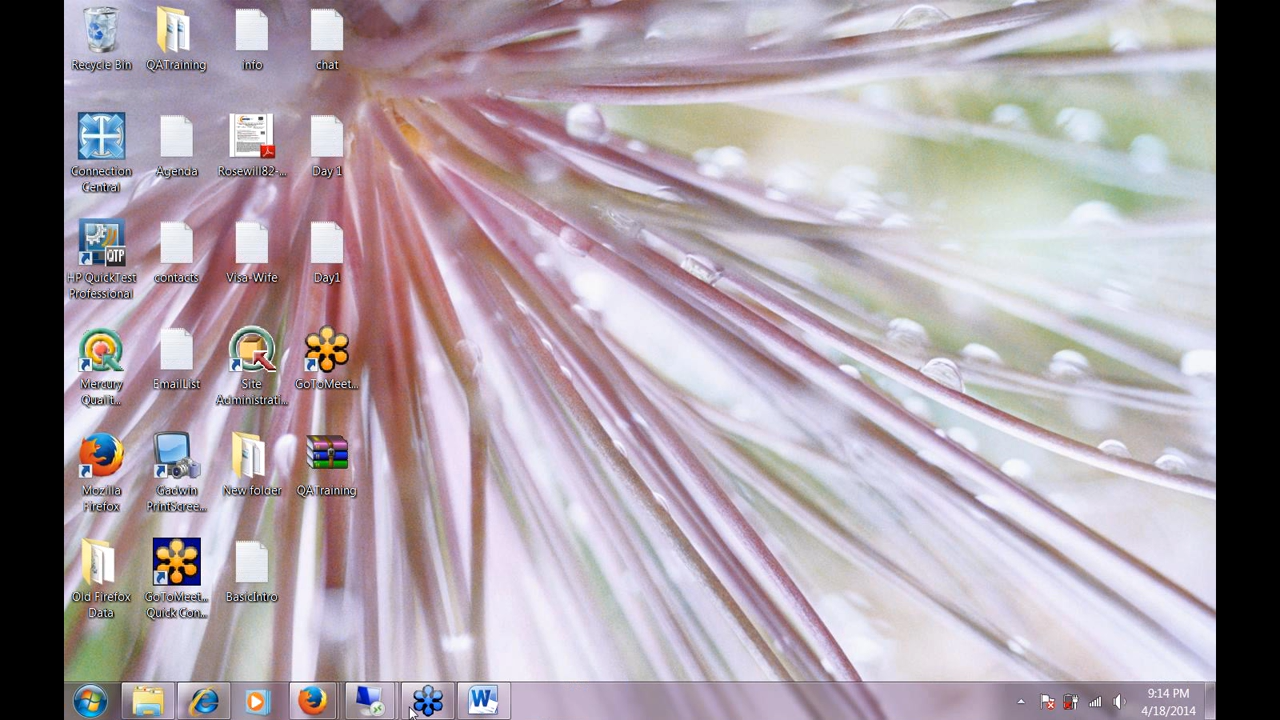 Recycle Bin
QATraining
info
chat
Connection Central
Agenda
Rosewill82-...
Day 1
HP QuickTest Professional
QTP
contacts
Visa-Wife
Day1
Mercury Qualit...
EmailList
Site Administrati...
GoToMeet...
Mozilla Firefox
Gadwin PrintScree...
New folder
QATraining
Old Firefox Data
GoToMeet... Quick Con...
BasicIntro
W
9:14 PM
4/18/2014